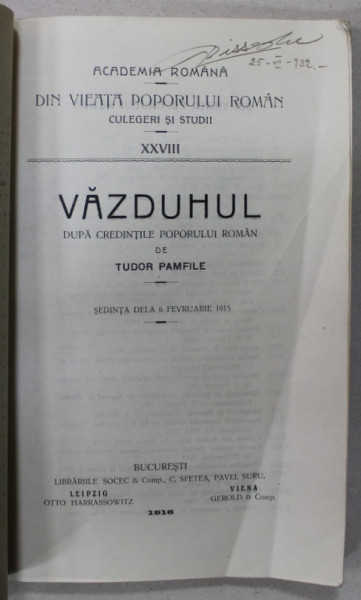 25-VII-932.-
ACADEMIA ROMÂNĂ
DIN VIEAȚA POPORULUI ROMÂN
CULEGERI ȘI STUDII
XXVIII
VĂZDUHUL
DUPĂ CREDINȚILE POPORULUI ROMÂN
DE
TUDOR PAMFILE
ȘEDINȚA DELA 6 FEVRUARIE 1915
BUCUREȘTI
LIBRĂRIILE SOCEC & Comp., C. SFETEA, PAVEL SURU.
LEIPZIG VIENA
OTTO HARRASSOWITZ GEROLD & Comp.
1916